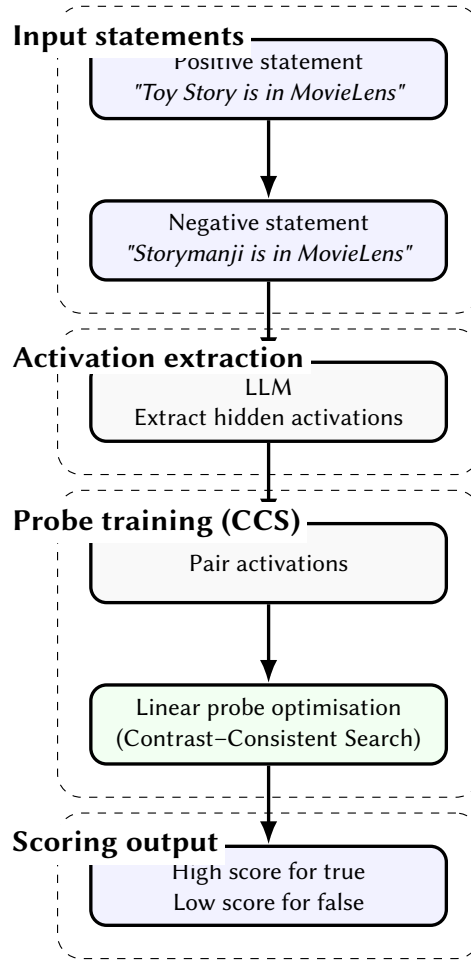 Input statements
Positive statement
"Toy Story is in MovieLens"
Negative statement
"Storymanji is in MovieLens"
Activation extraction
LLM
Extract hidden activations
Probe training (CCS)
Pair activations
Linear probe optimisation
(Contrast–Consistent Search)
Scoring output
High score for true
Low score for false